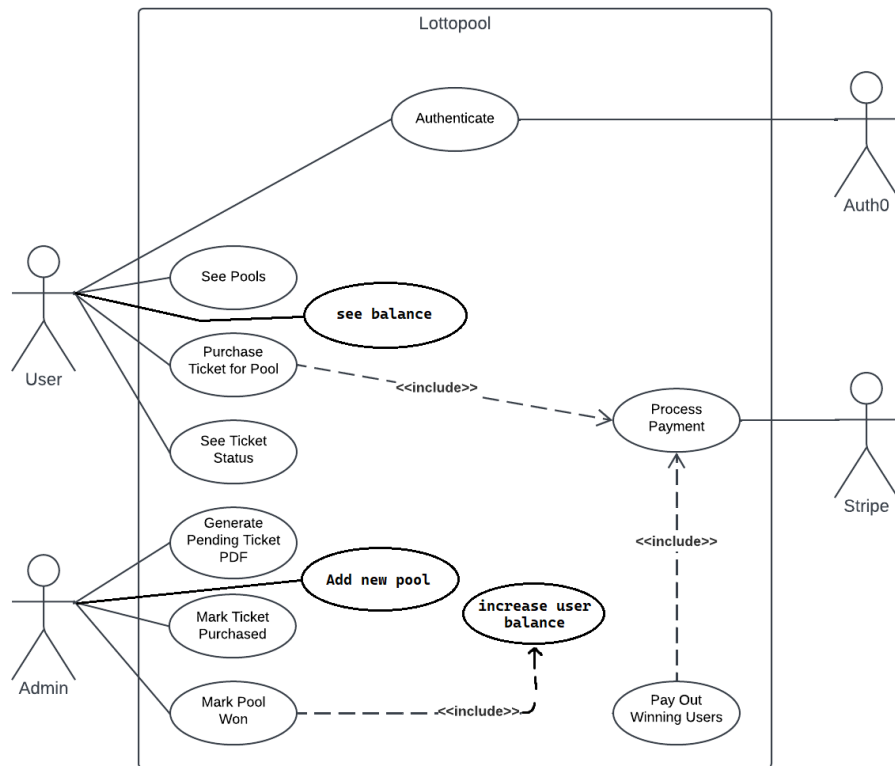 Lottopool
Authenticate
Auth0
See Pools
see balance
User
Purchase
Ticket for Pool
<<include>>
Process
Payment
See Ticket
Status
Stripe
Generate
Pending Ticket
PDF
<<include>>
Add new pool
increase user
balance
Mark Ticket
Purchased
Admin
Mark Pool
Won
<<include>>
Pay Out
Winning Users